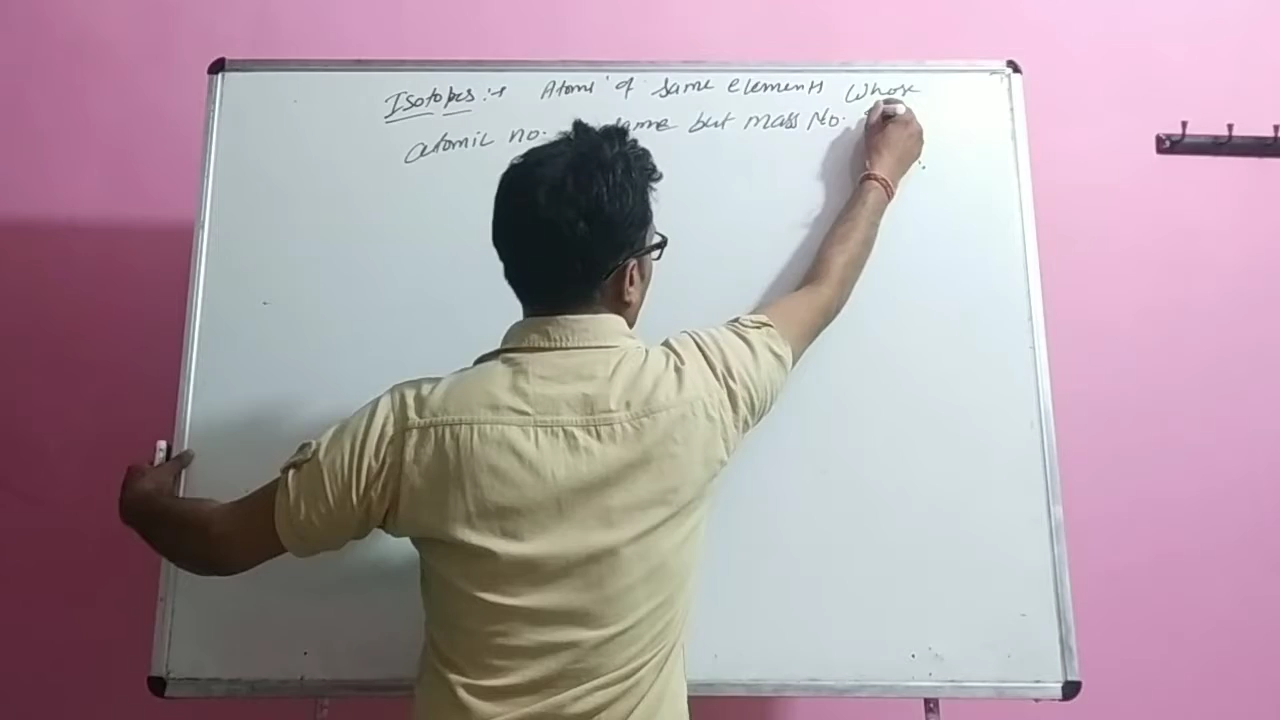 Isotopes :→ Atoms of same elements whose
atomic no. same but mass No.